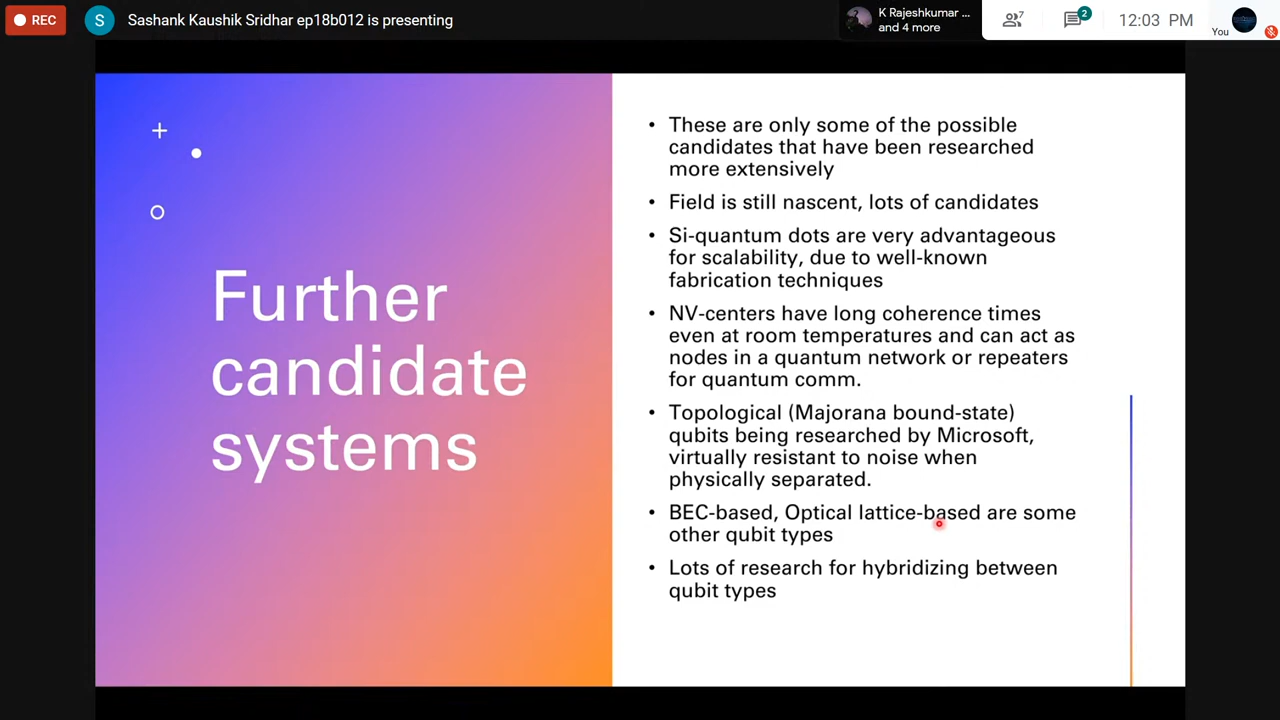 REC
S
Sashank Kaushik Sridhar ep18b012 is presenting
K Rajeshkumar ...
and 4 more
7
2
12:03 PM
You
Further
candidate
systems
• These are only some of the possible
candidates that have been researched
more extensively
• Field is still nascent, lots of candidates
• Si-quantum dots are very advantageous
for scalability, due to well-known
fabrication techniques
• NV-centers have long coherence times
even at room temperatures and can act as
nodes in a quantum network or repeaters
for quantum comm.
• Topological (Majorana bound-state)
qubits being researched by Microsoft,
virtually resistant to noise when
physically separated.
• BEC-based, Optical lattice-based are some
other qubit types
• Lots of research for hybridizing between
qubit types